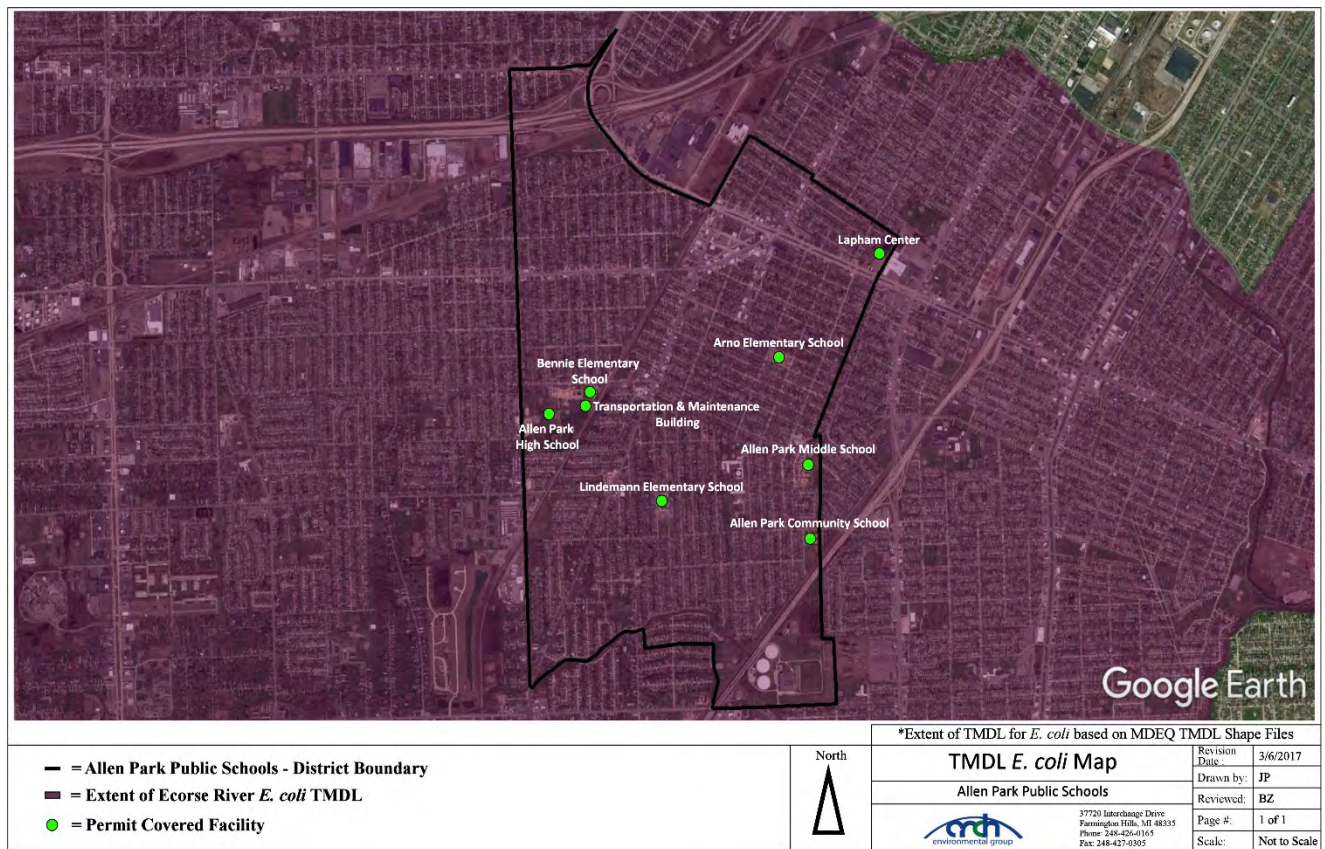 Lapham Center
Arno Elementary School
Bennie Elementary
School
Transportation & Maintenance
Building
Allen Park
High School
Allen Park Middle School
Lindemann Elementary School
Allen Park Community School
Google Earth
*Extent of TMDL for E. coli based on MDEQ TMDL Shape Files
= Allen Park Public Schools - District Boundary
= Extent of Ecorse River E. coli TMDL
= Permit Covered Facility
North
TMDL E. coli Map
Allen Park Public Schools
mch
environmental group
37720 Interchange Drive
Farmington Hills, MI 48335
Phone: 248-426-0165
Fax: 248-427-0305
Revision
Date :
3/6/2017
Drawn by: JP
Reviewed: BZ
Page #: 1 of 1
Scale: Not to Scale